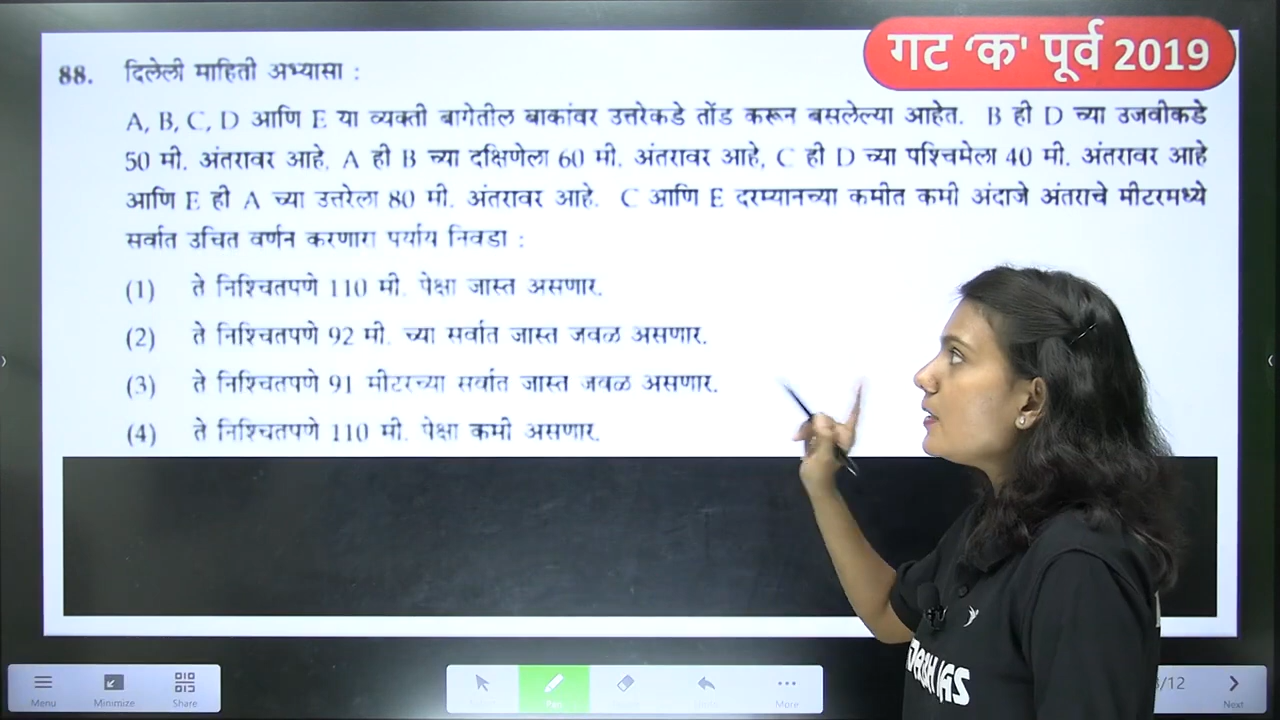 गट ‘क' पूर्व 2019
88. दिलेली माहिती अभ्यासा :
A, B, C, D आणि E या व्यक्ती बागेतील बाकांवर उत्तरेकडे तोंड करून बसलेल्या आहेत. B ही D च्या उजवीकडे
50 मी. अंतरावर आहे, A ही B च्या दक्षिणेला 60 मी. अंतरावर आहे, C ही D च्या पश्चिमेला 40 मी. अंतरावर आहे
आणि E ही A च्या उत्तरेला 80 मी. अंतरावर आहे. C आणि E दरम्यानच्या कमीत कमी अंदाजे अंतराचे मीटरमध्ये
सर्वात उचित वर्णन करणारा पर्याय निवडा :
(1) ते निश्चितपणे 110 मी. पेक्षा जास्त असणार.
(2) ते निश्चितपणे 92 मी. च्या सर्वात जास्त जवळ असणार.
(3) ते निश्चितपणे 91 मीटरच्या सर्वात जास्त जवळ असणार.
(4) ते निश्चितपणे 110 मी. पेक्षा कमी असणार.
IAS
Menu Minimize Share Pen More /12 Next